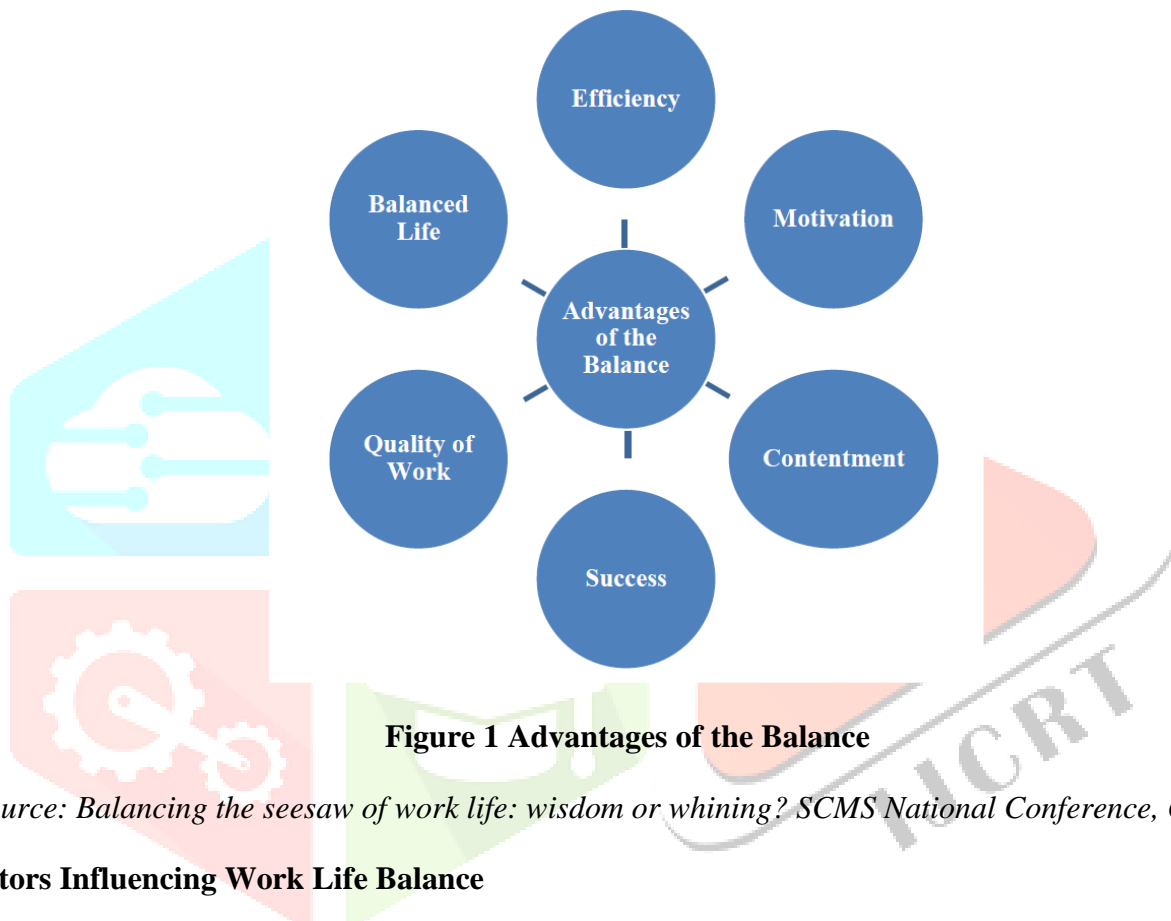 Efficiency
Balanced
Life
Motivation
Advantages
of the
Balance
Quality of
Work
Contentment
Success
Figure 1 Advantages of the Balance
urce: Balancing the seesaw of work life: wisdom or whining? SCMS National Conference,
tors Influencing Work Life Balance
IJCRT